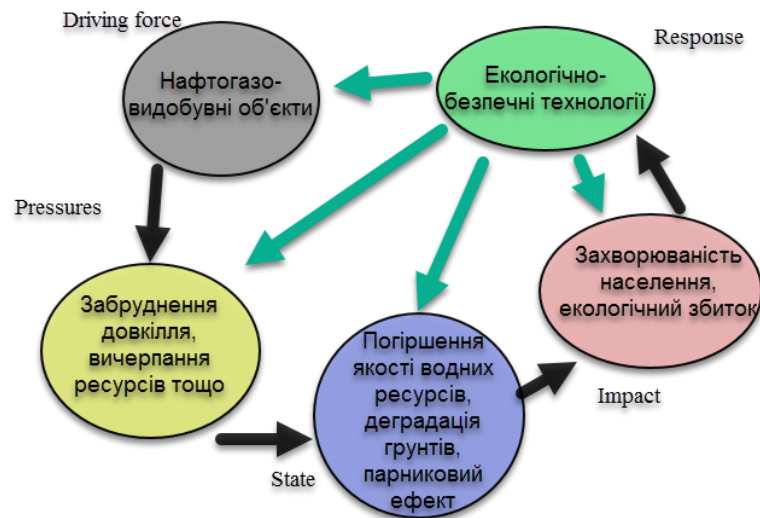 Driving force
Нафтогазо-
видобувні об'єкти
Екологічно-
безпечні технології
Response
Pressures
Забруднення
довкілля,
вичерпання
ресурсів тощо
State
Погіршення
якості водних
ресурсів,
деградація
грунтів,
парниковий
ефект
Захворюваність
населення,
екологічний збиток
Impact